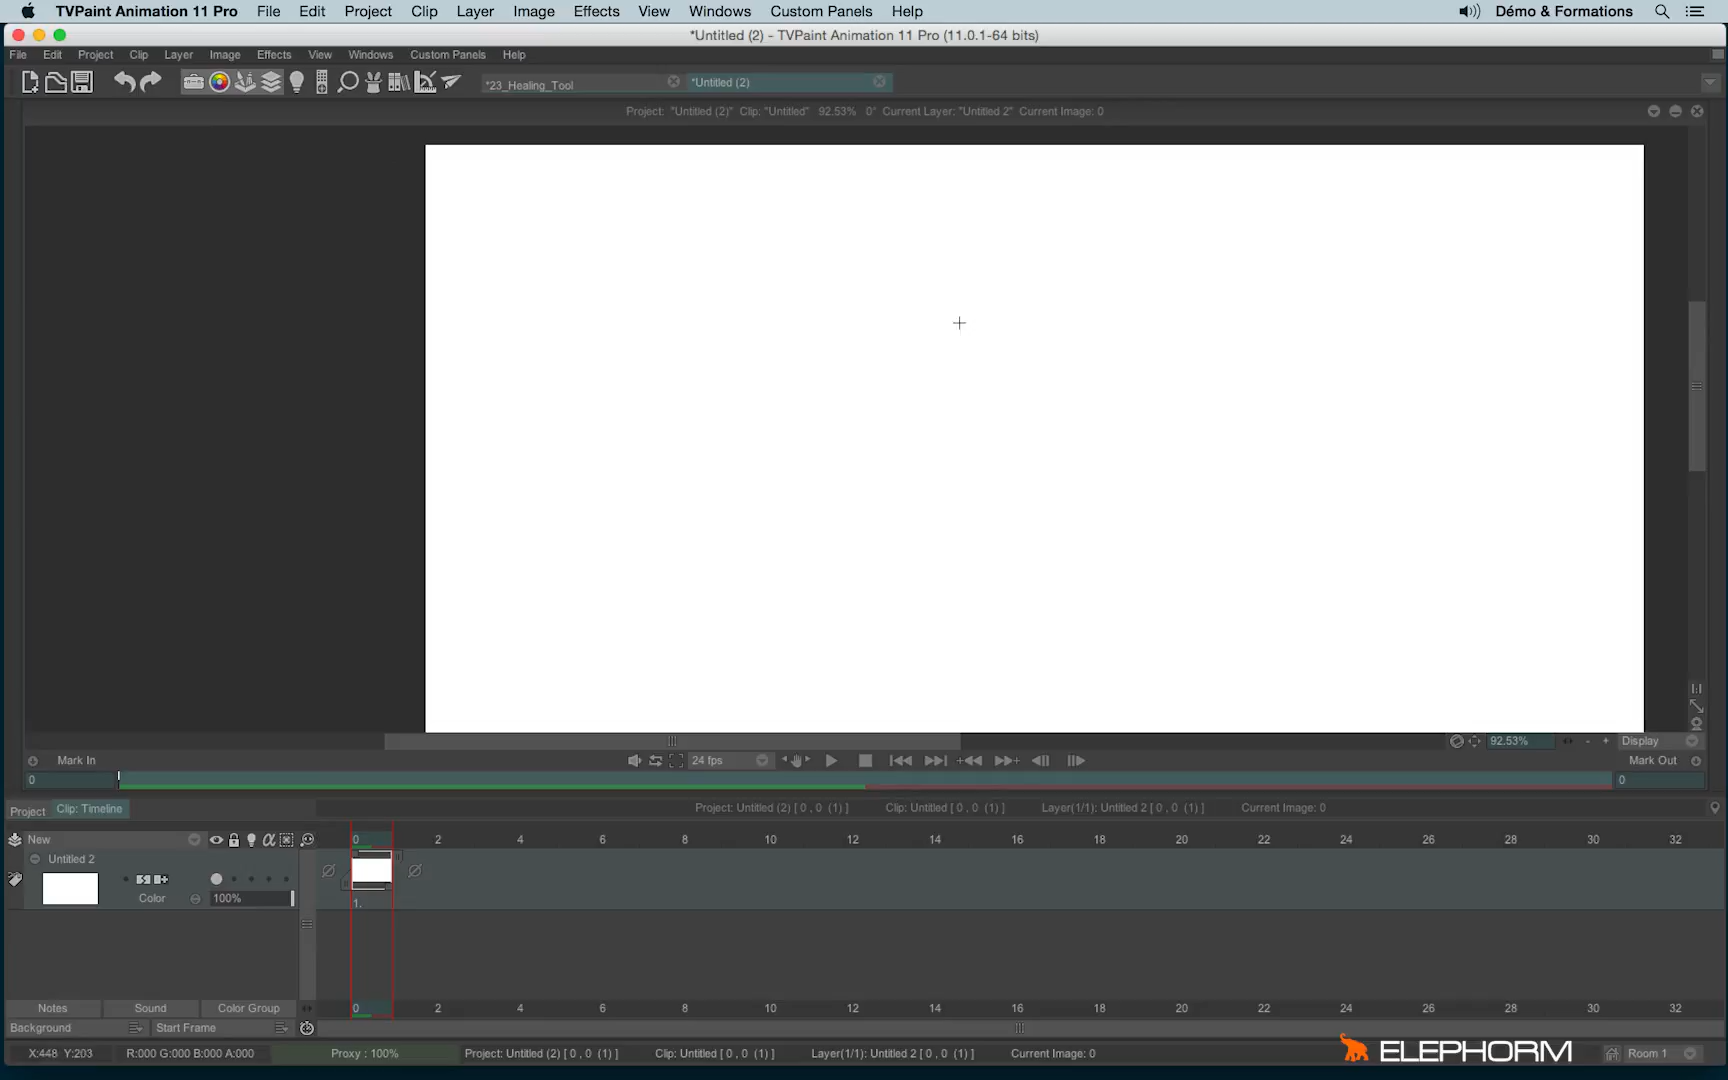 TVPaint Animation 11 Pro File Edit Project Clip Layer Image Effects View Windows Custom Panels Help Démo & Formations
*Untitled (2) - TVPaint Animation 11 Pro (11.0.1-64 bits)
File Edit Project Clip Layer Image Effects View Windows Custom Panels Help
*23_Healing_Tool *Untitled (2)
Project: "Untitled (2)" Clip: "Untitled" 92.53% 0° Current Layer: "Untitled 2" Current Image: 0
92.53% - + Display
Mark In 24 fps Mark Out
0 0
Project Clip: Timeline Project: Untitled (2) [ 0 , 0 (1) ] Clip: Untitled [ 0 , 0 (1) ] Layer(1/1): Untitled 2 [ 0 , 0 (1) ] Current Image: 0
New 0 2 4 6 8 10 12 14 16 18 20 22 24 26 28 30 32
Untitled 2
Color 100% 1.
Notes Sound Color Group 0 2 4 6 8 10 12 14 16 18 20 22 24 26 28 30 32
Background Start Frame
X:448 Y:203 R:000 G:000 B:000 A:000 Proxy : 100% Project: Untitled (2) [ 0 , 0 (1) ] Clip: Untitled [ 0 , 0 (1) ] Layer(1/1): Untitled 2 [ 0 , 0 (1) ] Current Image: 0 ELEPHORM Room 1